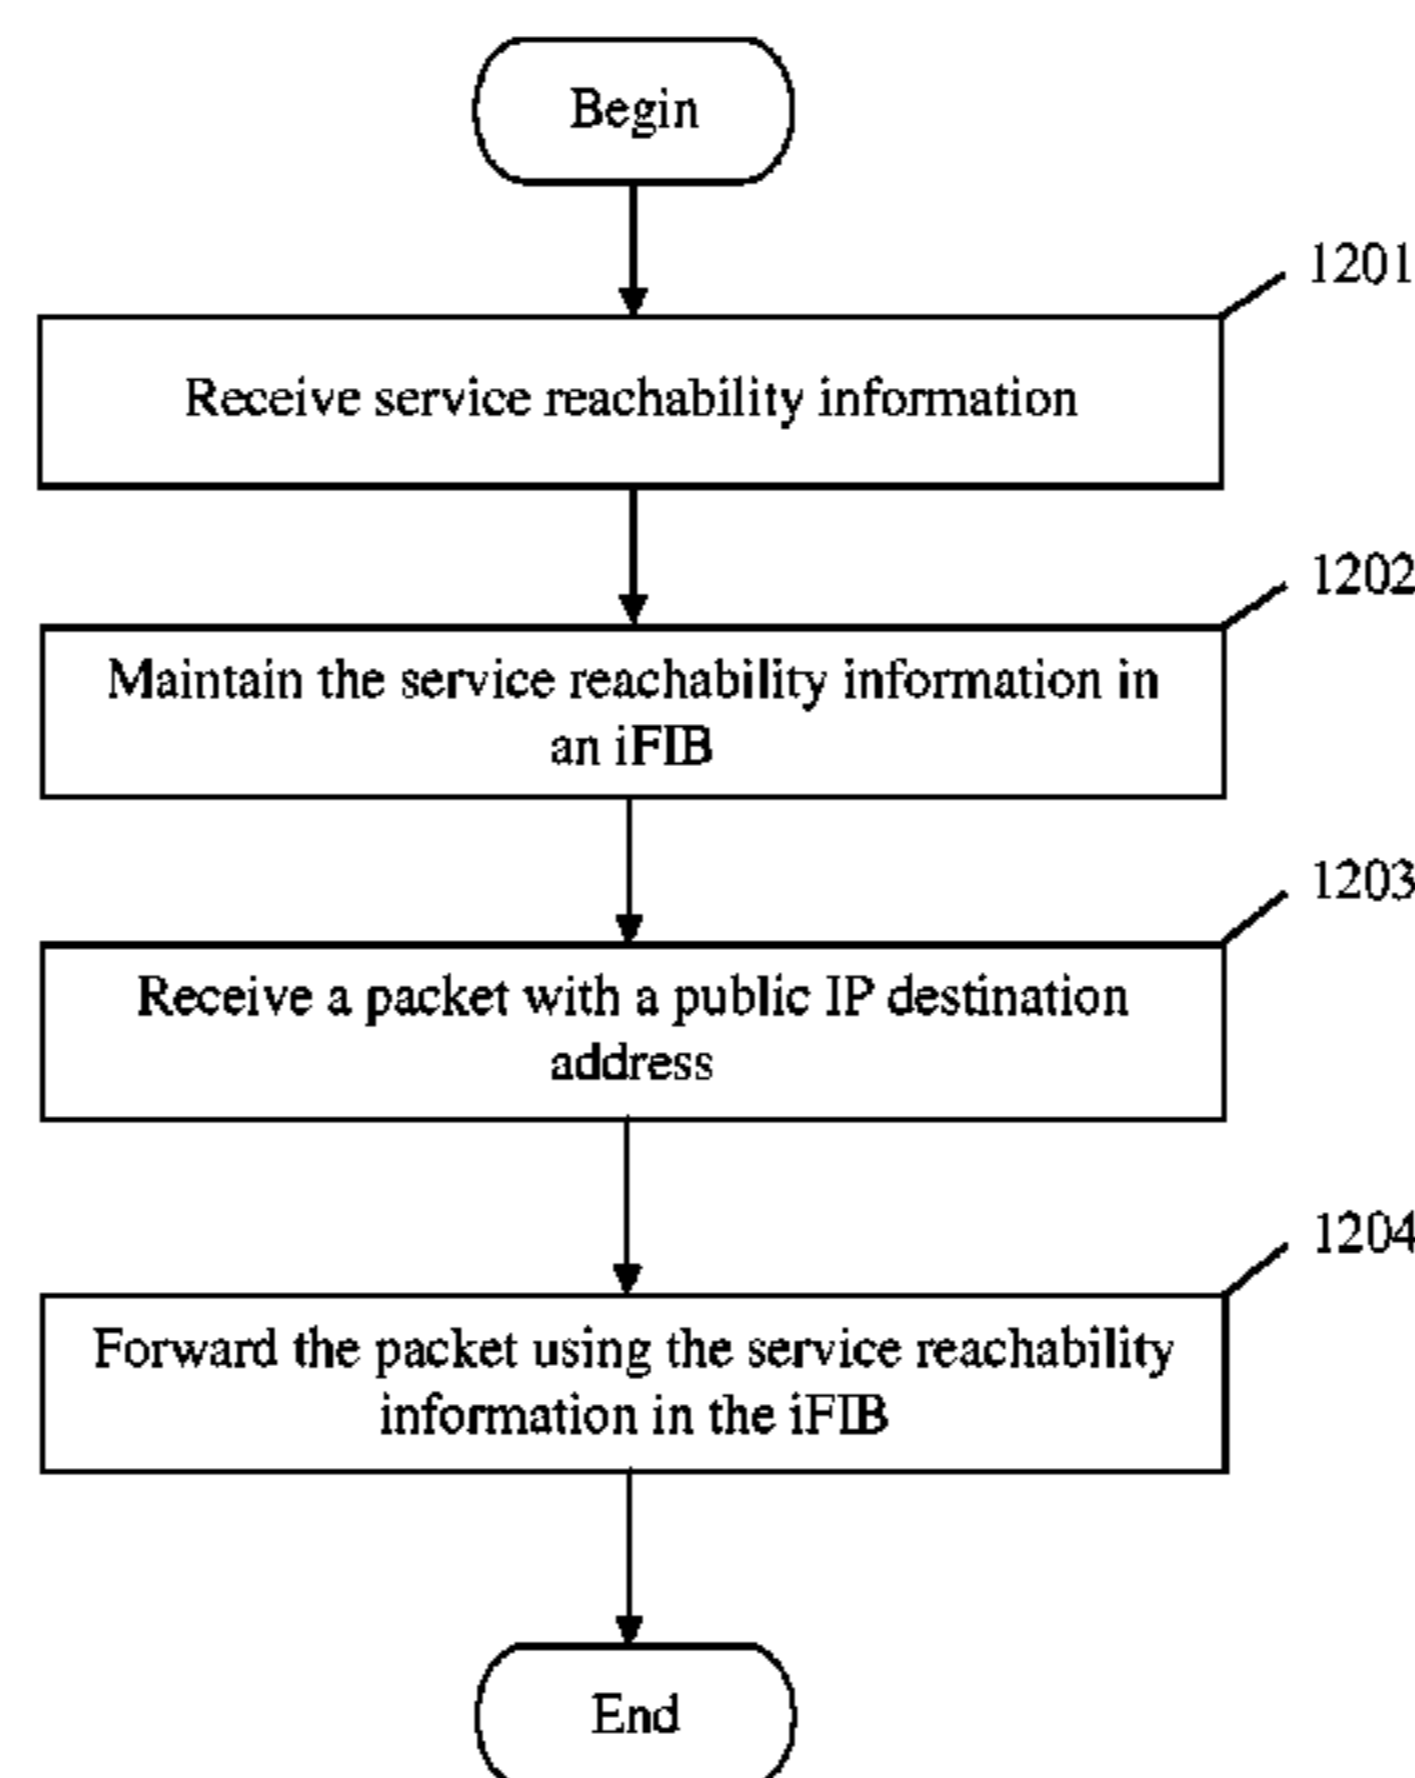 Begin
1201
Receive service reachability information
1202
Maintain the service reachability information in
an iFIB
1203
Receive a packet with a public IP destination
address
1204
Forward the packet using the service reachability
information in the iFIB
End